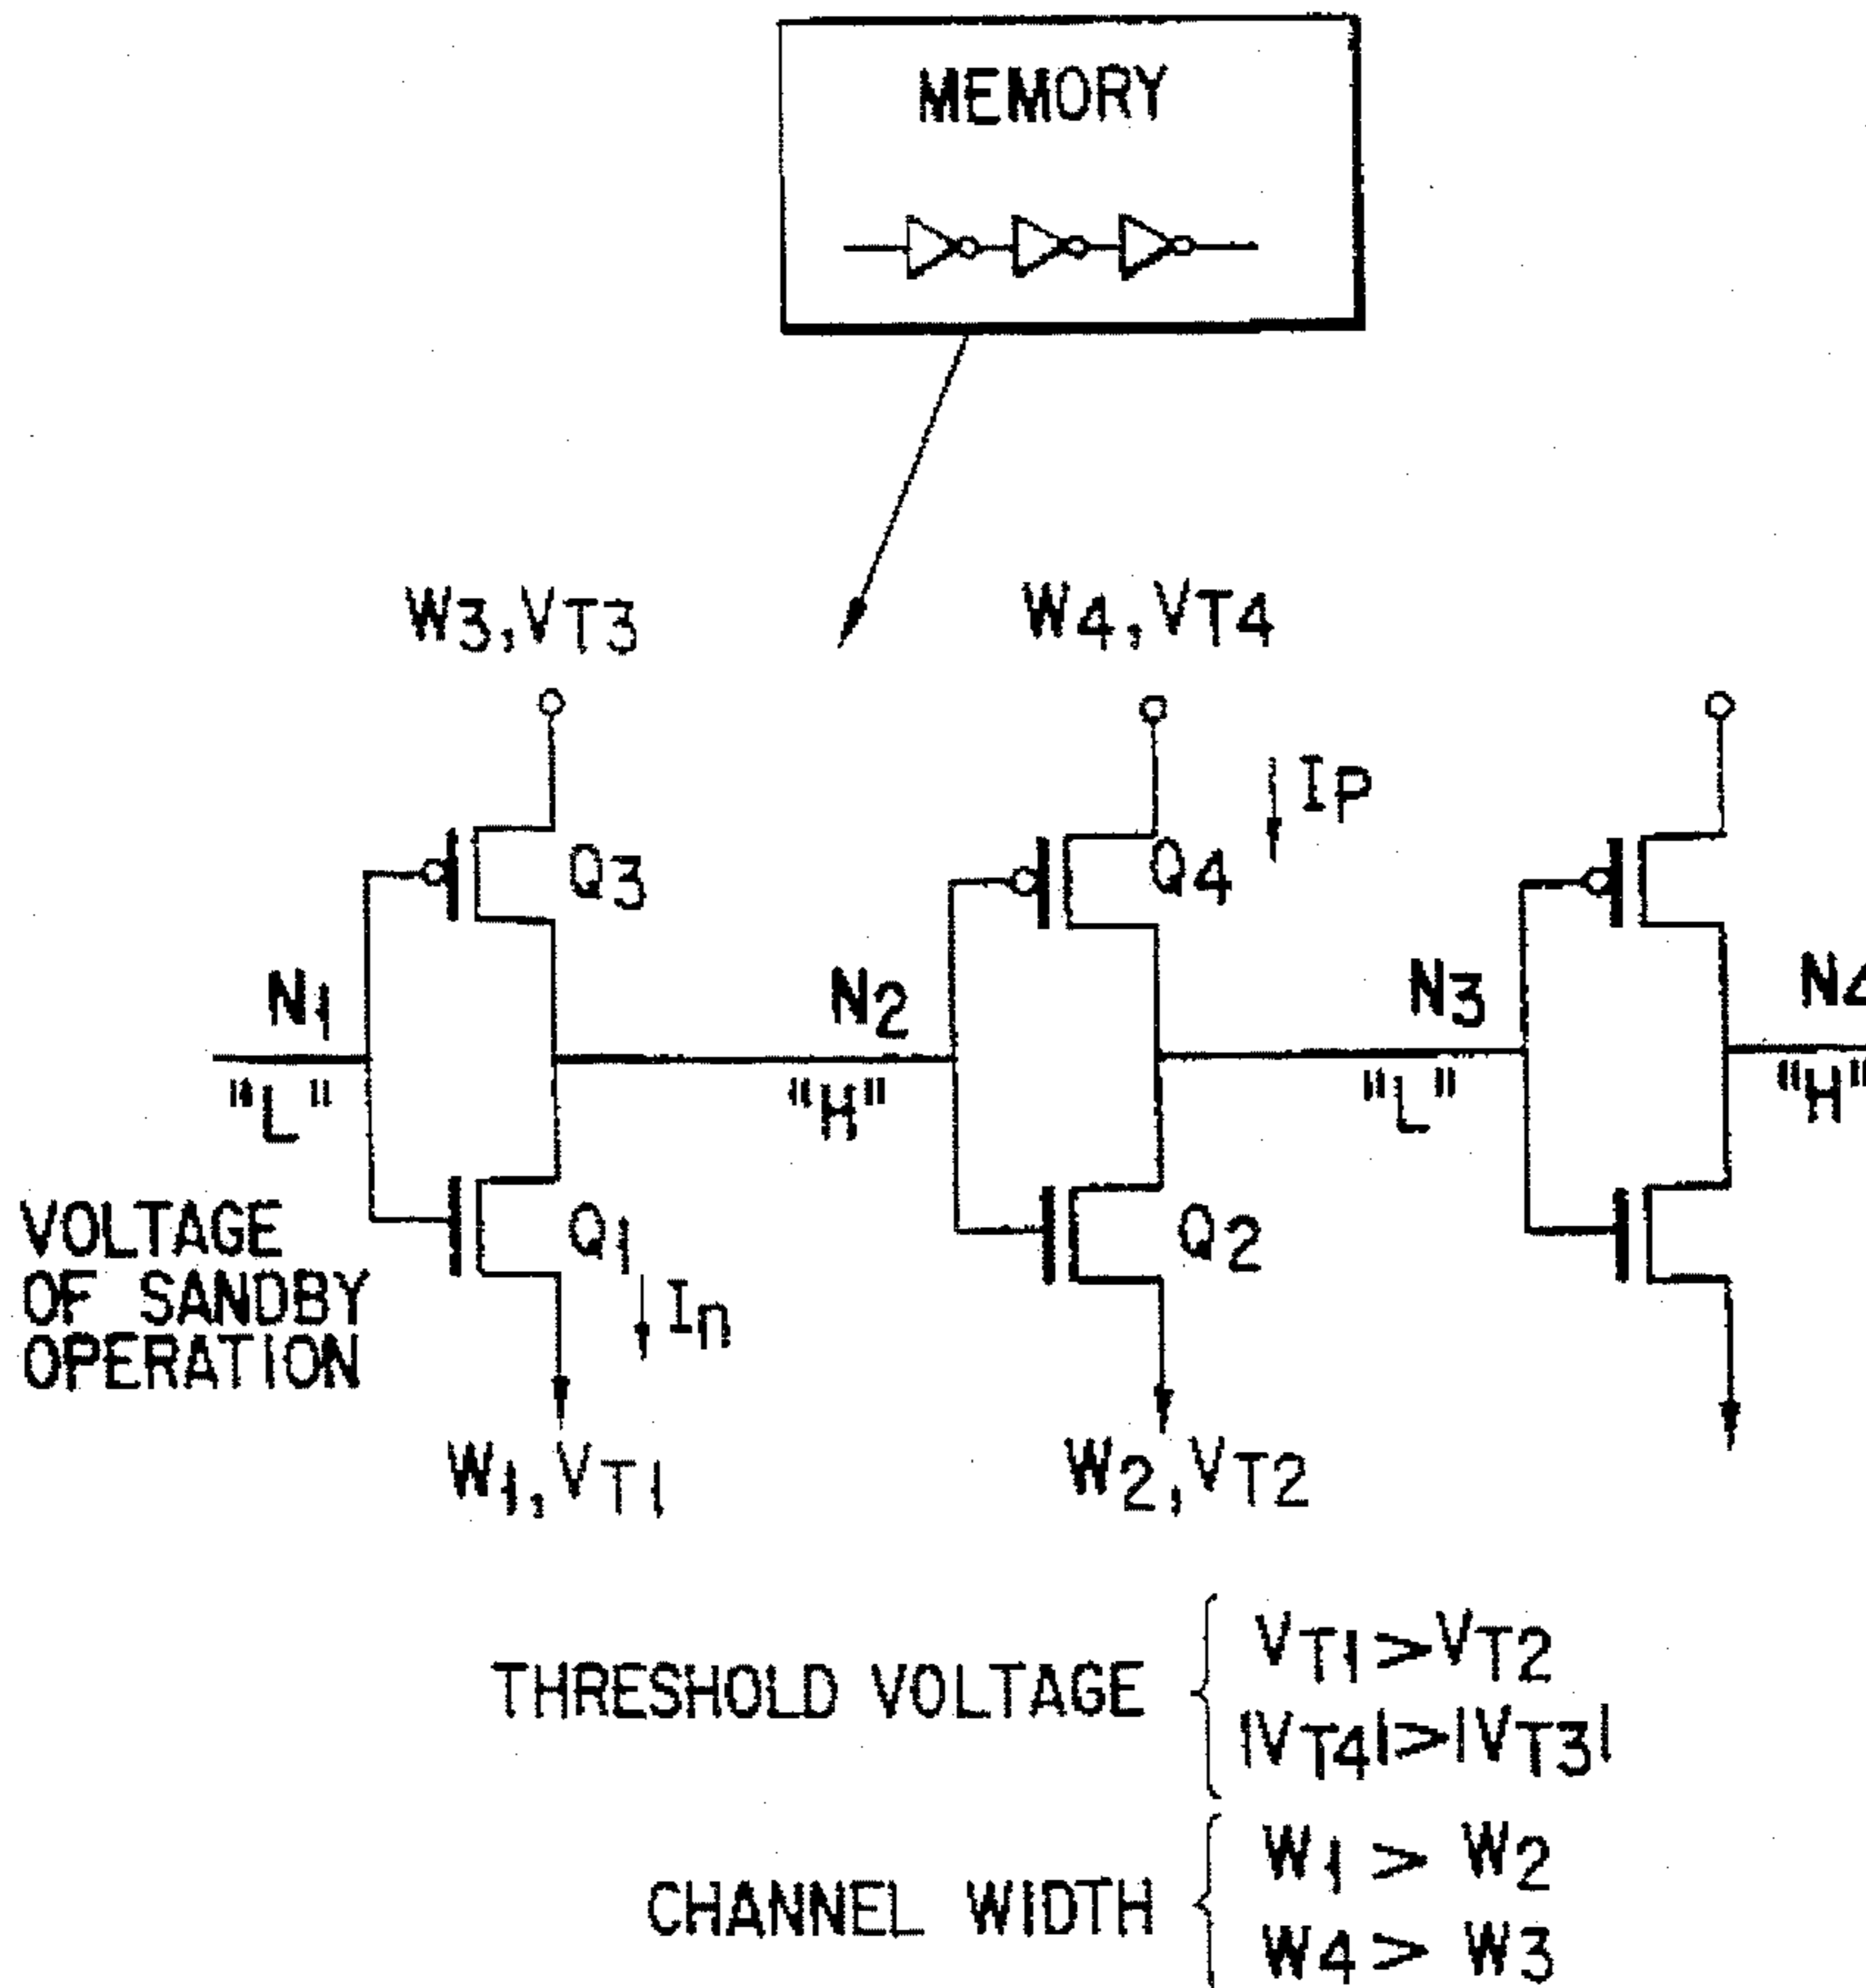 MEMORY
W3,VT3
W4,VT4
IP
Q3
Q4
N1
N2
N3
N4
"L"
"H"
"L"
"H"
VOLTAGE
OF SANDBY
OPERATION
Q1
Q2
In
W1,VT1
W2,VT2
THRESHOLD VOLTAGE
VT1>VT2
|VT4|>|VT3|
CHANNEL WIDTH
W1 > W2
W4 > W3